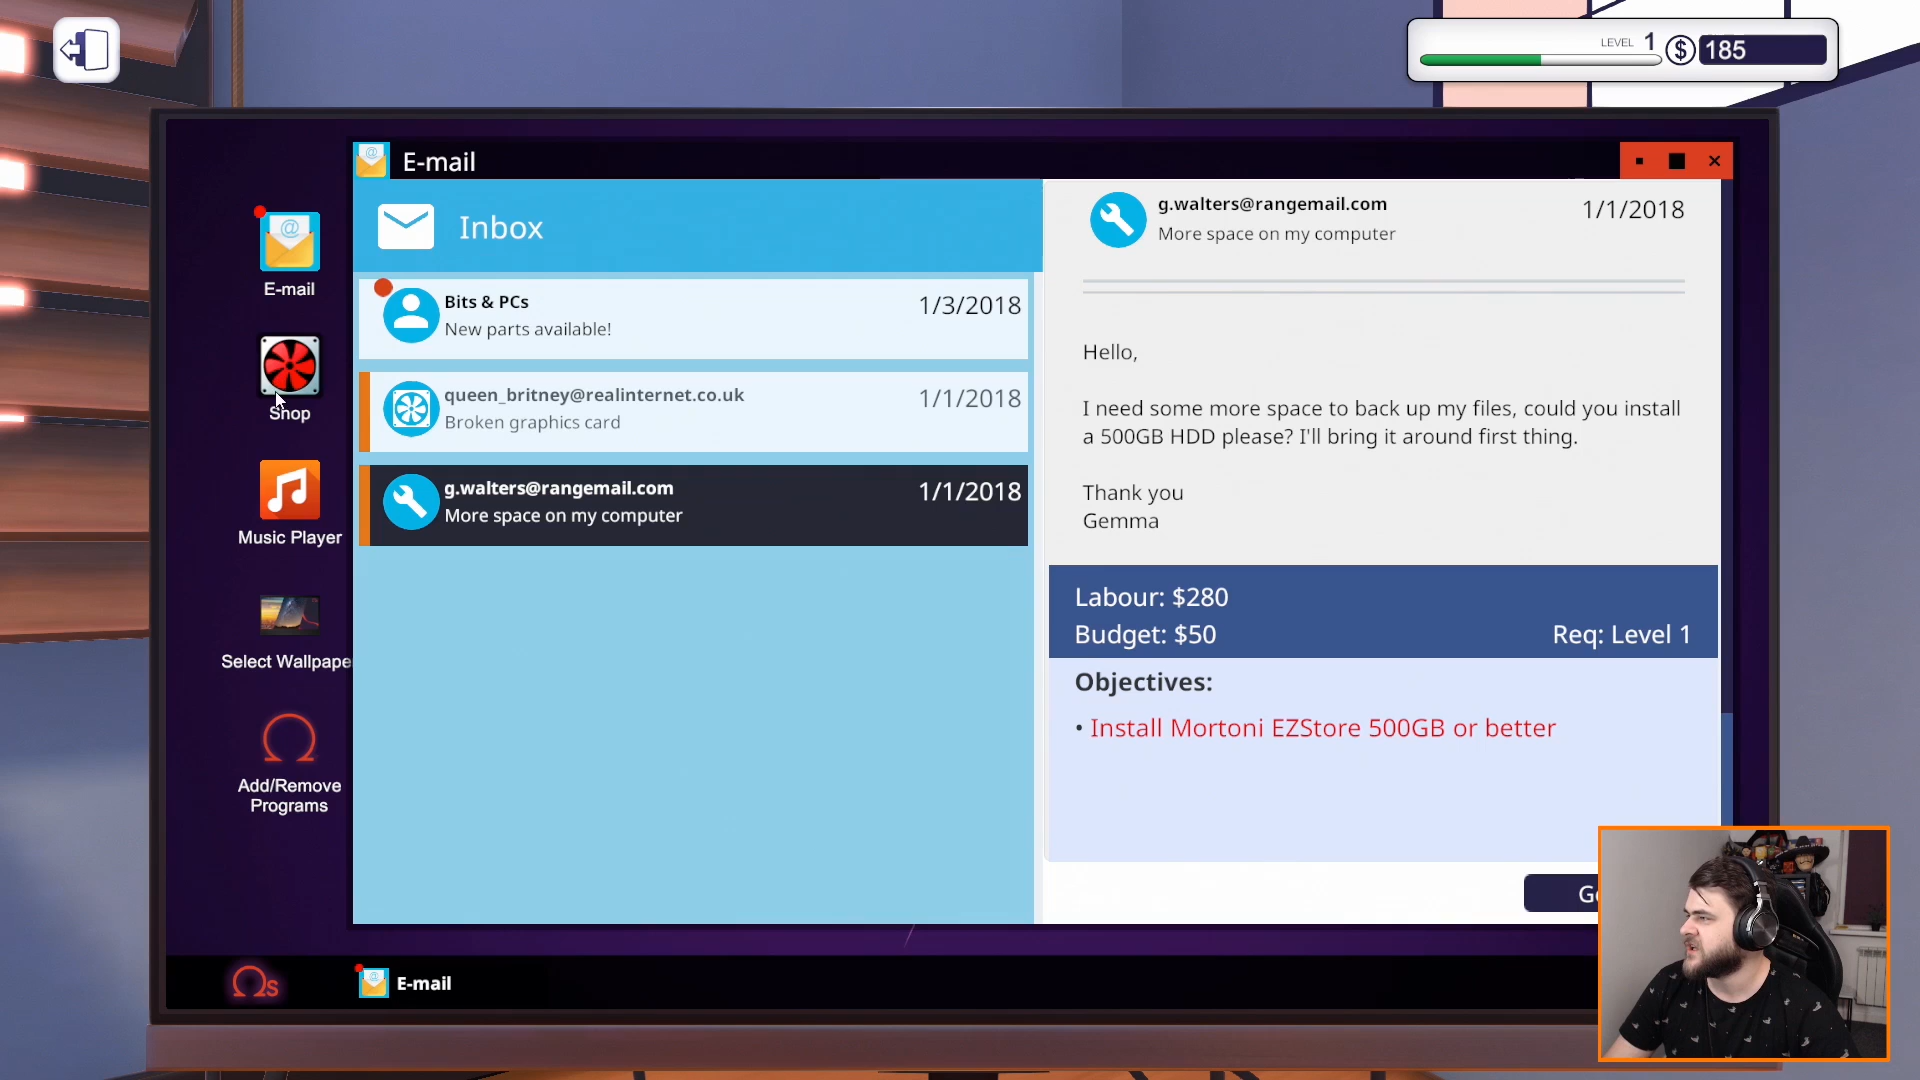 LEVEL 1 $ 185
E-mail
Inbox
Bits & PCs 1/3/2018
New parts available!
queen_britney@realinternet.co.uk 1/1/2018
Broken graphics card
g.walters@rangemail.com 1/1/2018
More space on my computer
g.walters@rangemail.com 1/1/2018
More space on my computer
Hello,
I need some more space to back up my files, could you install
a 500GB HDD please? I'll bring it around first thing.
Thank you
Gemma
Labour: $280
Budget: $50 Req: Level 1
Objectives:
• Install Mortoni EZStore 500GB or better
E-mail
Shop
Music Player
Select Wallpape
Add/Remove
Programs
Ωs
E-mail